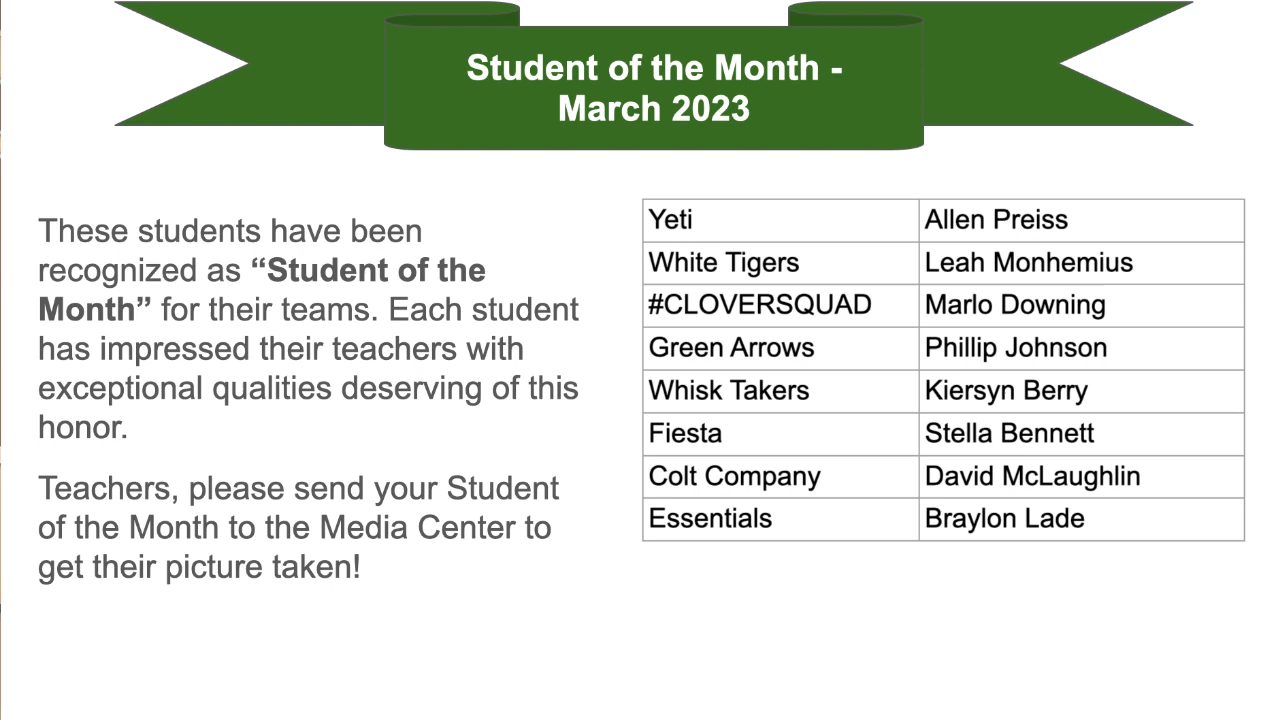 Student of the Month -
March 2023
These students have been
recognized as “Student of the
Month” for their teams. Each student
has impressed their teachers with
exceptional qualities deserving of this
honor.
Teachers, please send your Student
of the Month to the Media Center to
get their picture taken!
Yeti Allen Preiss
White Tigers Leah Monhemius
#CLOVERSQUAD Marlo Downing
Green Arrows Phillip Johnson
Whisk Takers Kiersyn Berry
Fiesta Stella Bennett
Colt Company David McLaughlin
Essentials Braylon Lade